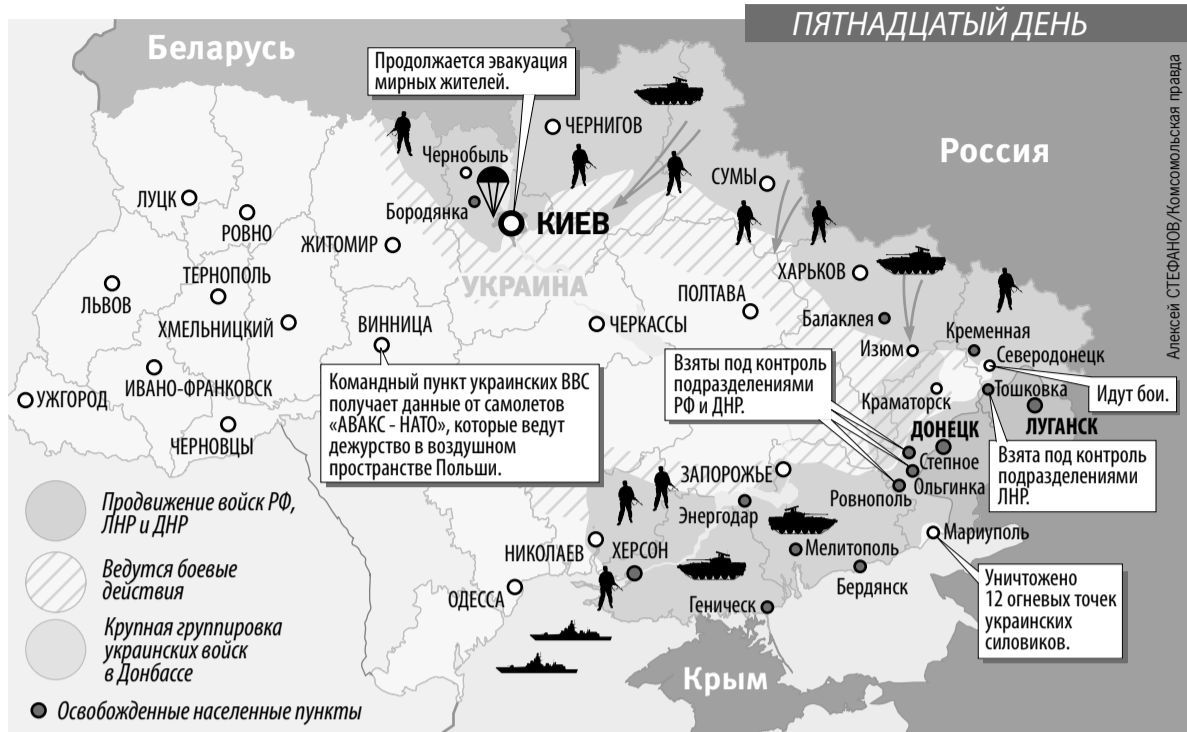 ПЯТНАДЦАТЫЙ ДЕНЬ
Беларусь
Продолжается эвакуация
мирных жителей.
Россия
Алексей СТЕФАНОВ/Комсомольская правда
ЧЕРНИГОВ
Чернобыль
СУМЫ
Бородянка
КИЕВ
ЛУЦК
РОВНО
ЖИТОМИР
ТЕРНОПОЛЬ
УКРАИНА
ХАРЬКОВ
ЛЬВОВ
ПОЛТАВА
ХМЕЛЬНИЦКИЙ
ВИННИЦА
ЧЕРКАССЫ
Балаклея
Кременная
Изюм
Северодонецк
Взяты под контроль
подразделениями
РФ и ДНР.
Идут бои.
ИВАНО-ФРАНКОВСК
УЖГОРОД
Командный пункт украинских ВВС
получает данные от самолетов
«АВАКС - НАТО», которые ведут
дежурство в воздушном
пространстве Польши.
Краматорск
Тошковка
ЛУГАНСК
ДОНЕЦК
ЧЕРНОВЦЫ
Взята под контроль
подразделениями
ЛНР.
Степное
Ольгинка
ЗАПОРОЖЬЕ
Ровнополь
Энергодар
Продвижение войск РФ,
ЛНР и ДНР
Мариуполь
НИКОЛАЕВ
ХЕРСОН
Мелитополь
Бердянск
Ведутся боевые
действия
Уничтожено
12 огневых точек
украинских
силовиков.
ОДЕССА
Геническ
Крупная группировка
украинских войск
в Донбассе
Крым
Освобожденные населенные пункты